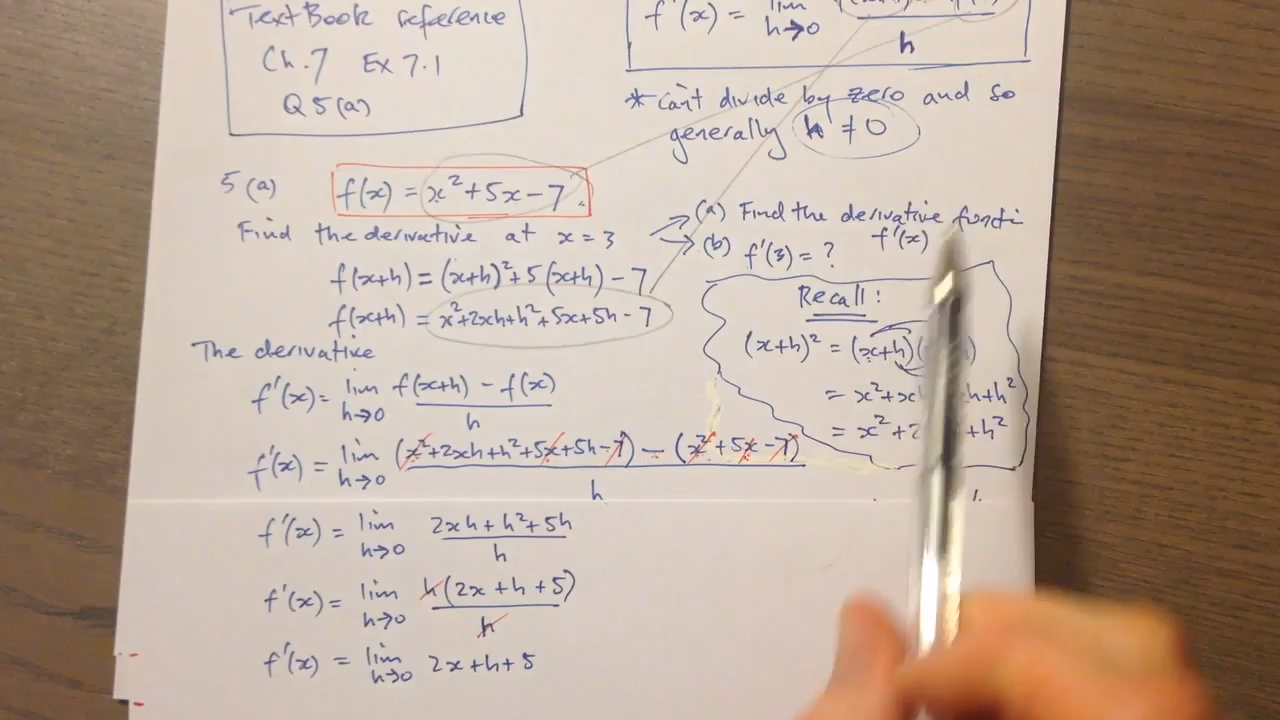 TextBook reference
Ch.7 Ex 7.1
Q 5(a)
f'(x) = lim h→0
h
* can't divide by zero and so
generally h ≠ 0
5 (a) f(x) = x² + 5x − 7
Find the derivative at x = 3
(a) Find the derivative functi
f'(x)
(b) f'(3) = ?
f(x+h) = (x+h)² + 5(x+h) − 7
f(x+h) = x²+2xh+h²+5x+5h−7
Recall:
(x+h)² = (x+h)(
= x²+x h+h²
= x²+2 +h²
The derivative
f'(x) = lim h→0 f(x+h) − f(x)
h
f'(x) = lim h→0 (x²+2xh+h²+5x+5h−7) − (x²+5x−7)
h
f'(x) = lim h→0 2xh+h²+5h
h
f'(x) = lim h→0 h(2x+h+5)
h
f'(x) = lim h→0 2x+h+5